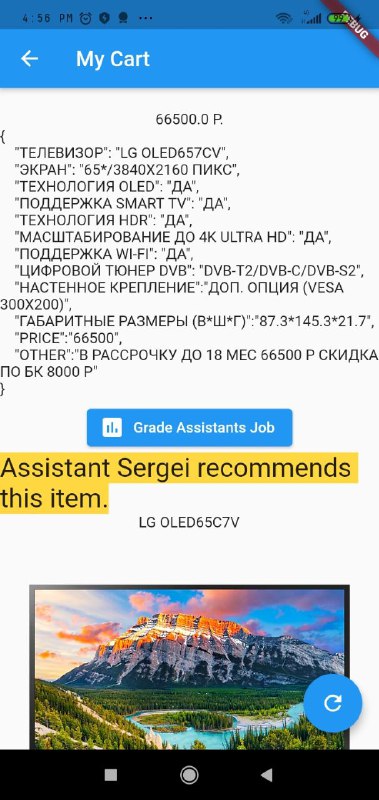 4:56 PM
99
DEBUG
My Cart
66500.0 Р.
{
"ТЕЛЕВИЗОР": "LG OLED657CV",
"ЭКРАН": "65*/3840X2160 ПИКС",
"ТЕХНОЛОГИЯ OLED": "ДА",
"ПОДДЕРЖКА SMART TV": "ДА",
"ТЕХНОЛОГИЯ HDR": "ДА",
"МАСШТАБИРОВАНИЕ ДО 4K ULTRA HD": "ДА",
"ПОДДЕРЖКА WI-FI": "ДА",
"ЦИФРОВОЙ ТЮНЕР DVB": "DVB-T2/DVB-C/DVB-S2",
"НАСТЕННОЕ КРЕПЛЕНИЕ":"ДОП. ОПЦИЯ (VESA
300X200)",
"ГАБАРИТНЫЕ РАЗМЕРЫ (В*Ш*Г)":"87.3*145.3*21.7",
"PRICE":"66500",
"OTHER":"В РАССРОЧКУ ДО 18 МЕС 66500 Р СКИДКА
ПО БК 8000 Р"
}
Grade Assistants Job
Assistant Sergei recommends
this item.
LG OLED65C7V